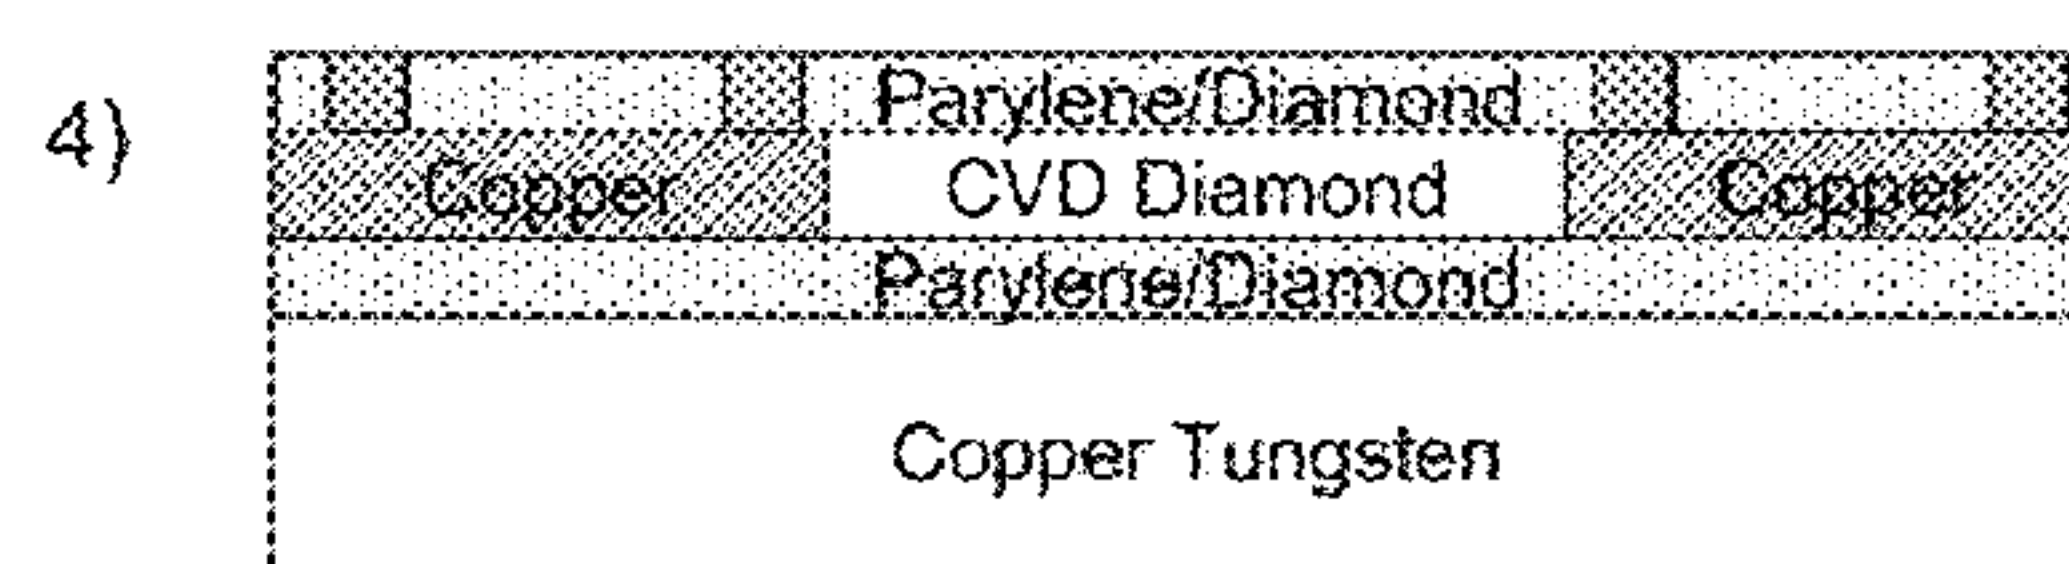 4)
Parylene/Diamond
Copper CVD Diamond Copper
Parylene/Diamond
Copper Tungsten